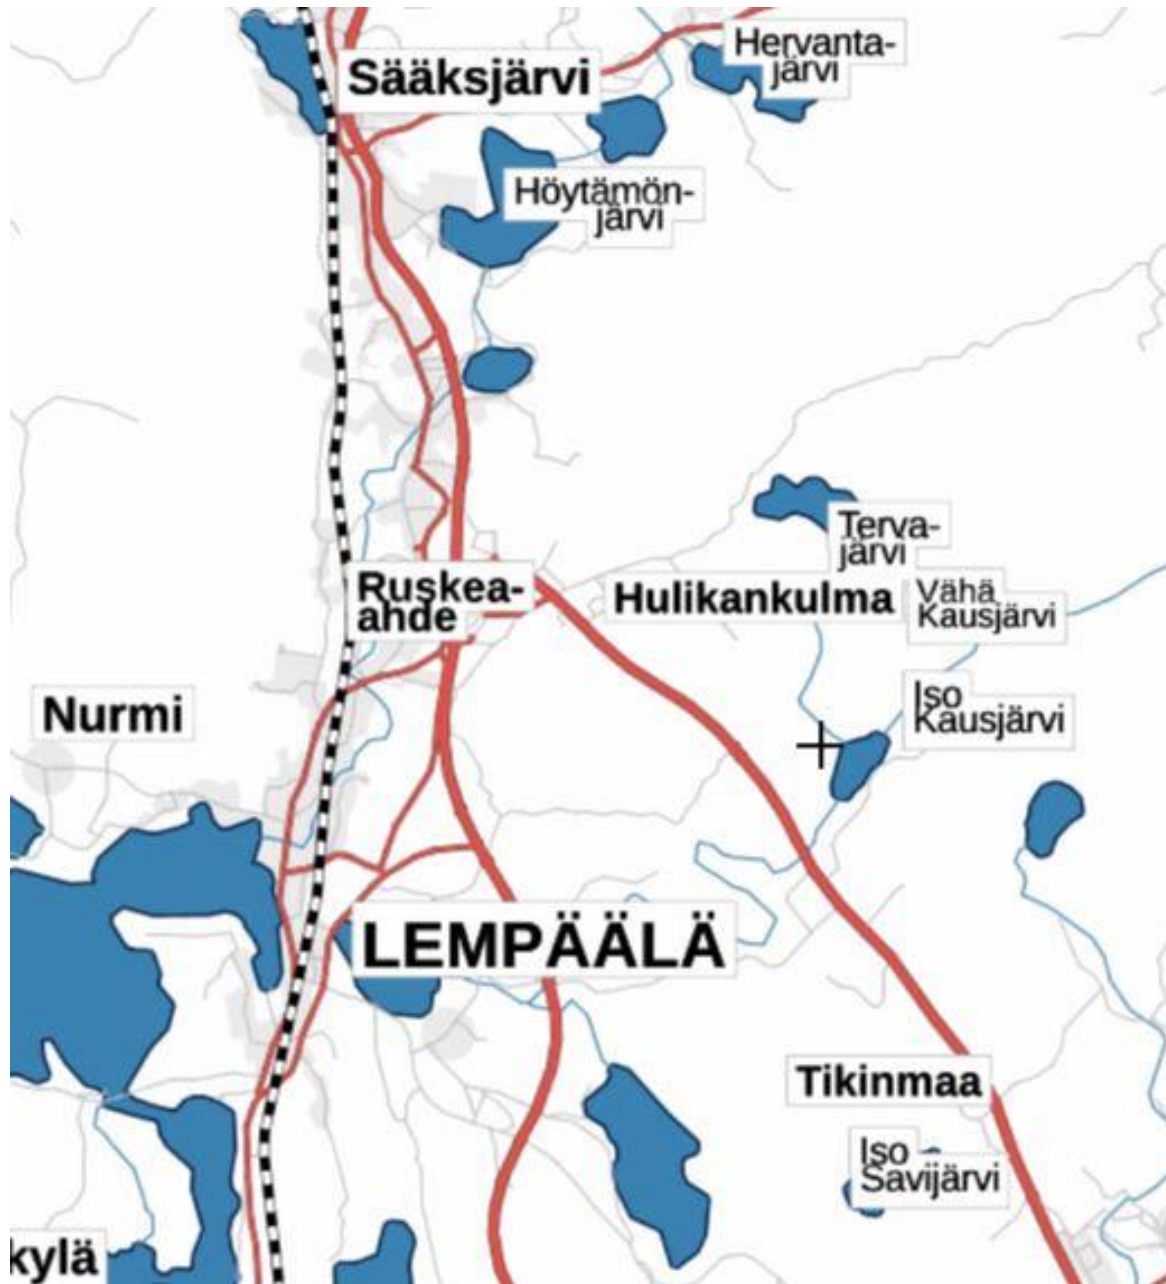 Hervanta-
järvi
Sääksjärvi
Höytämön-
järvi
Terva-
järvi
Ruskea-
ahde
Hulikankulma
Vähä
Kausjärvi
Iso
Kausjärvi
Nurmi
LEMPÄÄLÄ
Tikinmaa
Iso
Savijärvi
kylä